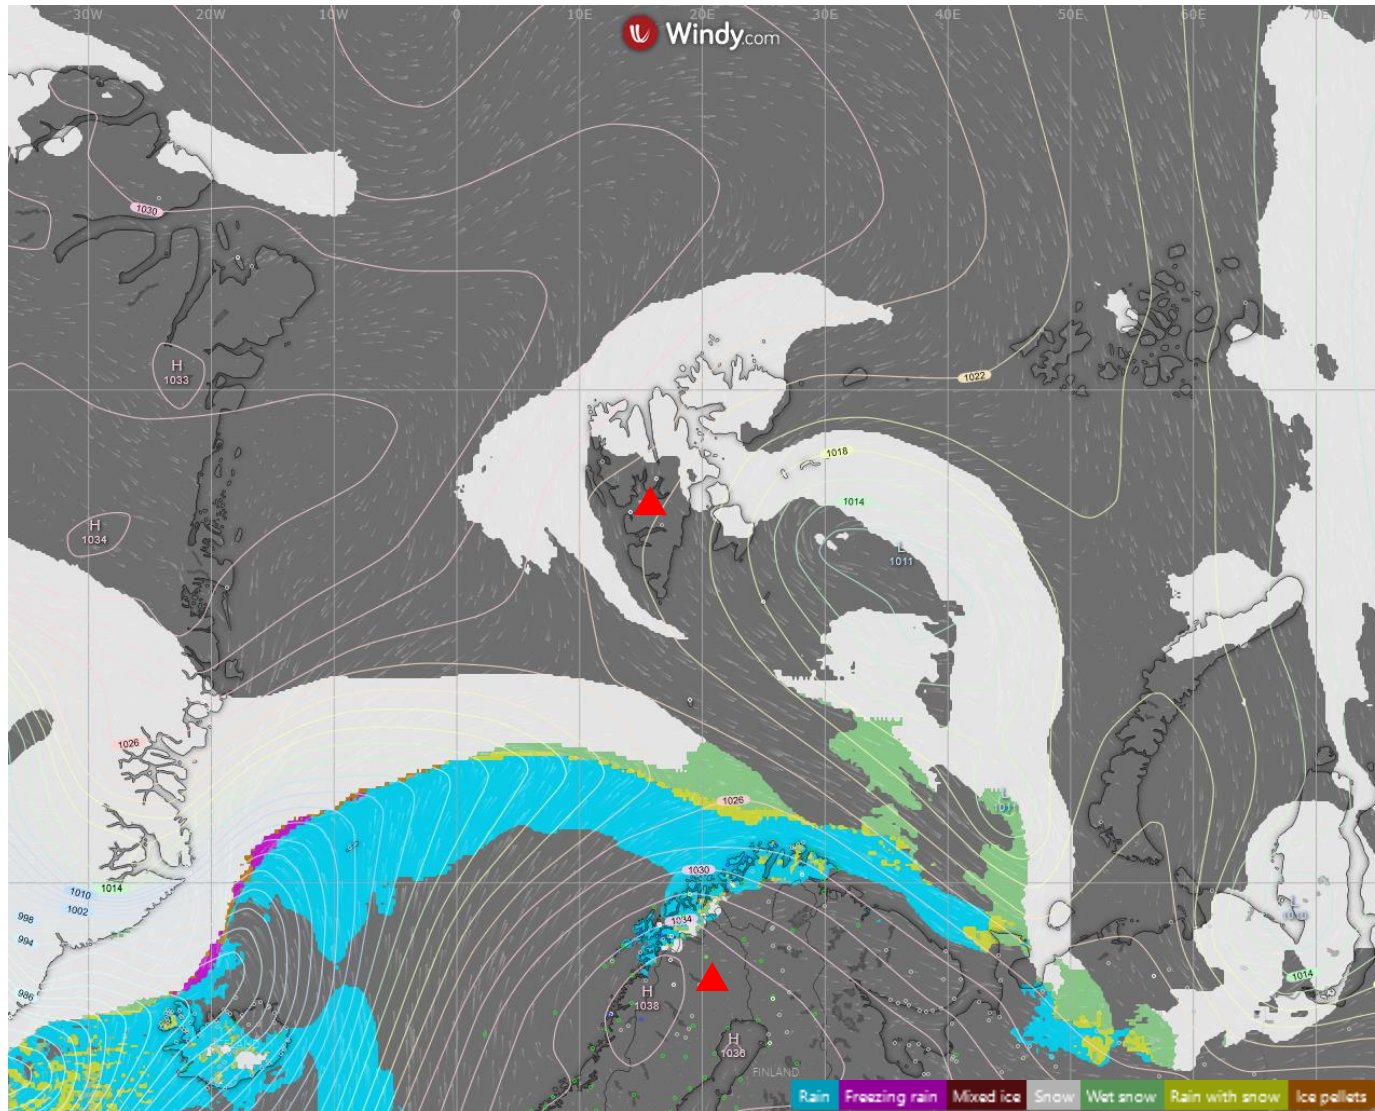 30W 20W 10W 0 10E 20E 30E 40E 50E 60E 70E
Windy.com
1030
H
1033
1022
1018
1014
H
1034
L
1011
1026
1026
1014
1010
1002
998
994
986
1030
1034
L
1014
H
1038
H
1036
FINLAND
Rain Freezing rain Mixed ice Snow Wet snow Rain with snow Ice pellets